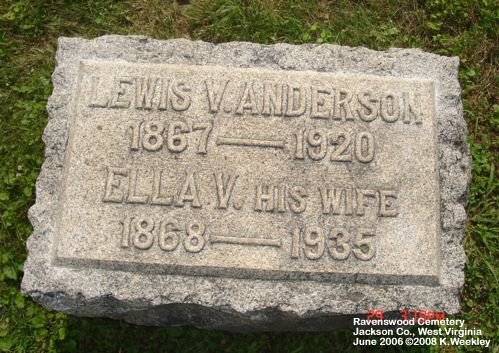 LEWIS V. ANDERSON
1867 — 1920
ELLA V. HIS WIFE
1868 — 1935
Ravenswood Cemetery
Jackson Co., West Virginia
June 2006 ©2008 K.Weekley